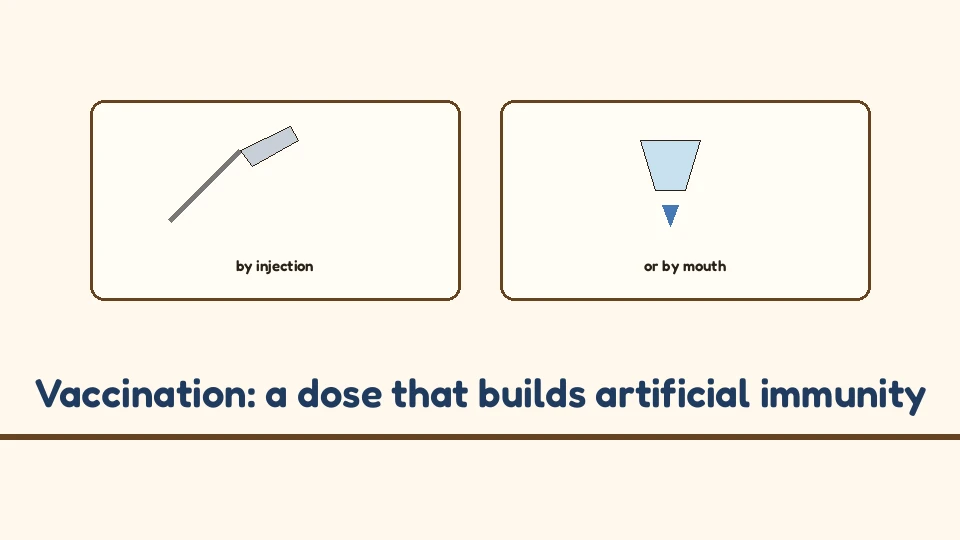 by injection
or by mouth
Vaccination: a dose that builds artificial immunity